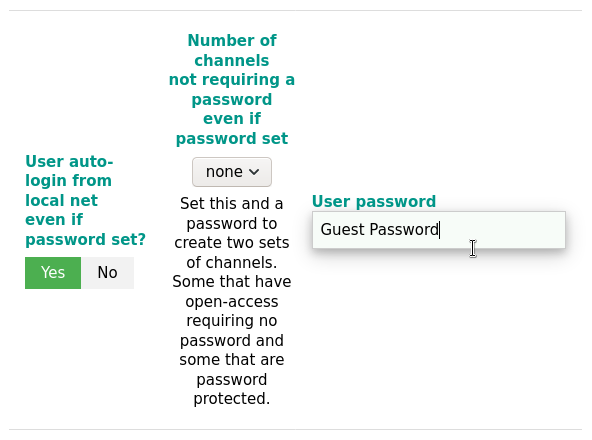 User auto-
login from
local net
even if
password set?
Yes No
Number of
channels
not requiring a
password
even if
password set
none
Set this and a
password to
create two sets
of channels.
Some that have
open-access
requiring no
password and
some that are
password
protected.
User password
Guest Password